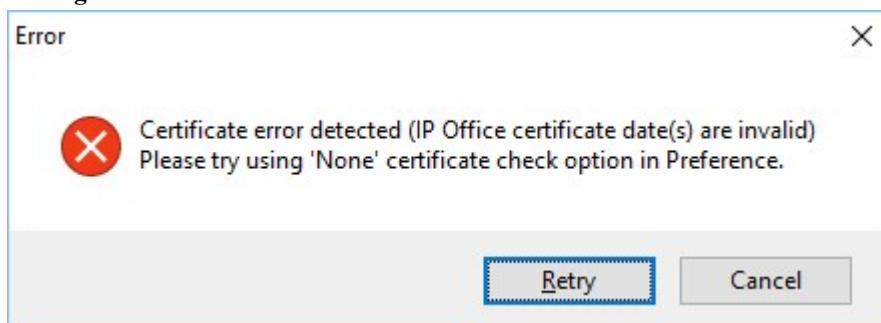 Error
Certificate error detected (IP Office certificate date(s) are invalid)
Please try using 'None' certificate check option in Preference.
Retry
Cancel